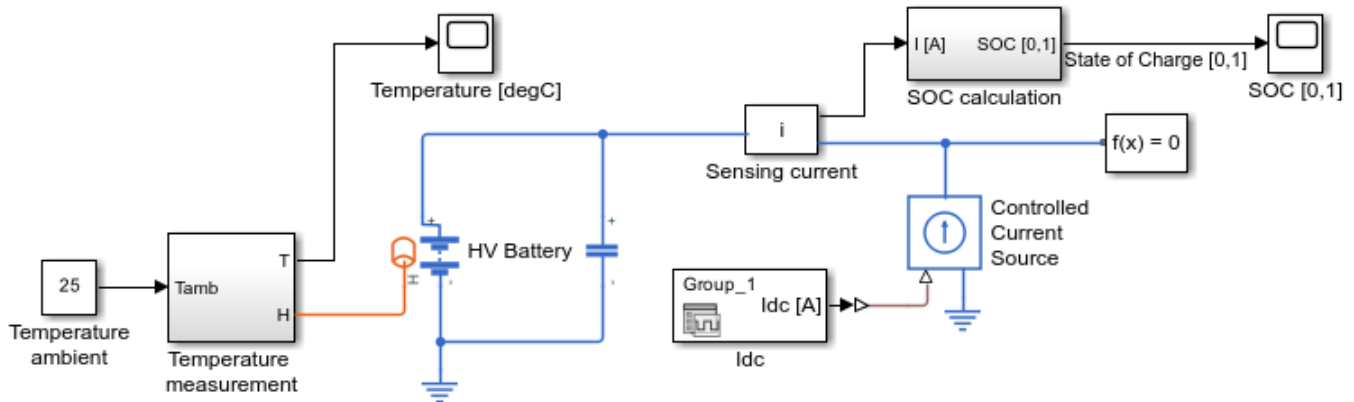 Temperature [degC]
I [A]
SOC [0,1]
SOC calculation
State of Charge [0,1]
SOC [0,1]
i
Sensing current
f(x) = 0
+
HV Battery
H
-
+
-
Controlled
Current
Source
25
Temperature
ambient
Tamb
T
H
Temperature
measurement
Group_1
Idc [A]
Idc